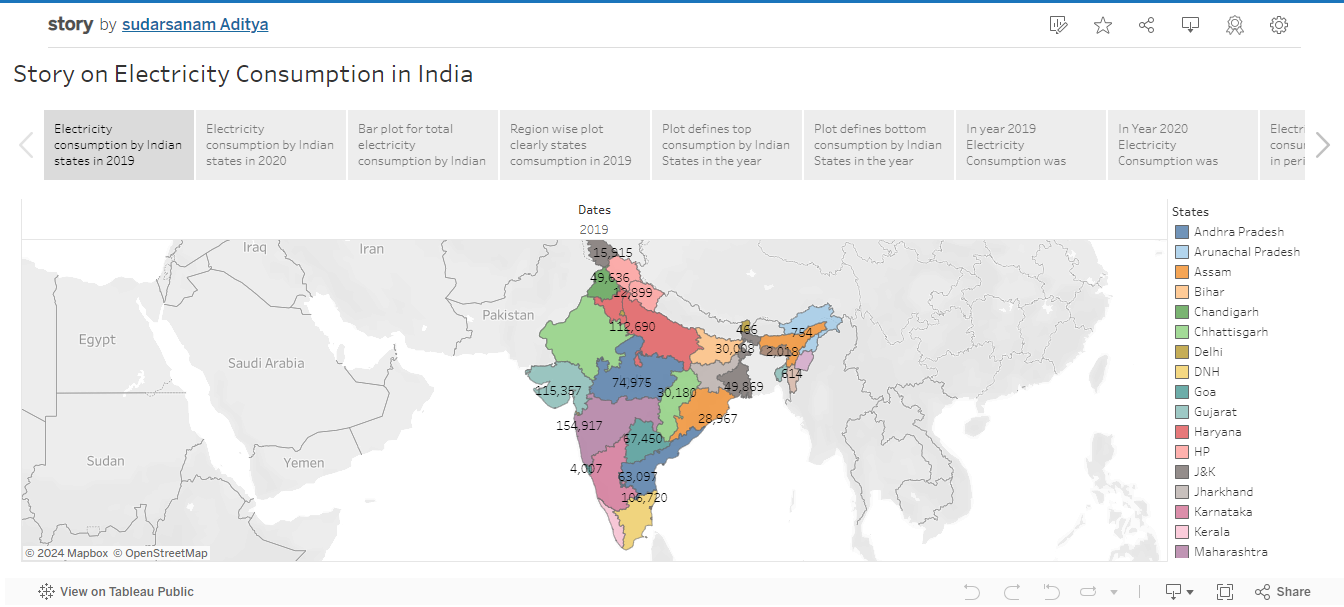 story by sudarsanam Aditya
Story on Electricity Consumption in India
Electricity
consumption by Indian
states in 2019
Electricity
consumption by Indian
states in 2020
Bar plot for total
electricity
consumption by Indian
Region wise plot
clearly states
comsumption in 2019
Plot defines top
consumption by Indian
States in the year
Plot defines bottom
consumption by Indian
States in the year
In year 2019
Electricity
Consumption was
In Year 2020
Electricity
Consumption was
Electri
consu
in peri
Dates
2019
Iraq
Iran
Pakistan
Egypt
Saudi Arabia
Sudan
Yemen
15,915
49,636
12,899
112,690
466
754
30,008
2,018
614
115,357
74,975
30,180
49,869
154,917
28,967
67,450
4,007
63,097
106,720
© 2024 Mapbox © OpenStreetMap
States
Andhra Pradesh
Arunachal Pradesh
Assam
Bihar
Chandigarh
Chhattisgarh
Delhi
DNH
Goa
Gujarat
Haryana
HP
J&K
Jharkhand
Karnataka
Kerala
Maharashtra
View on Tableau Public
Share